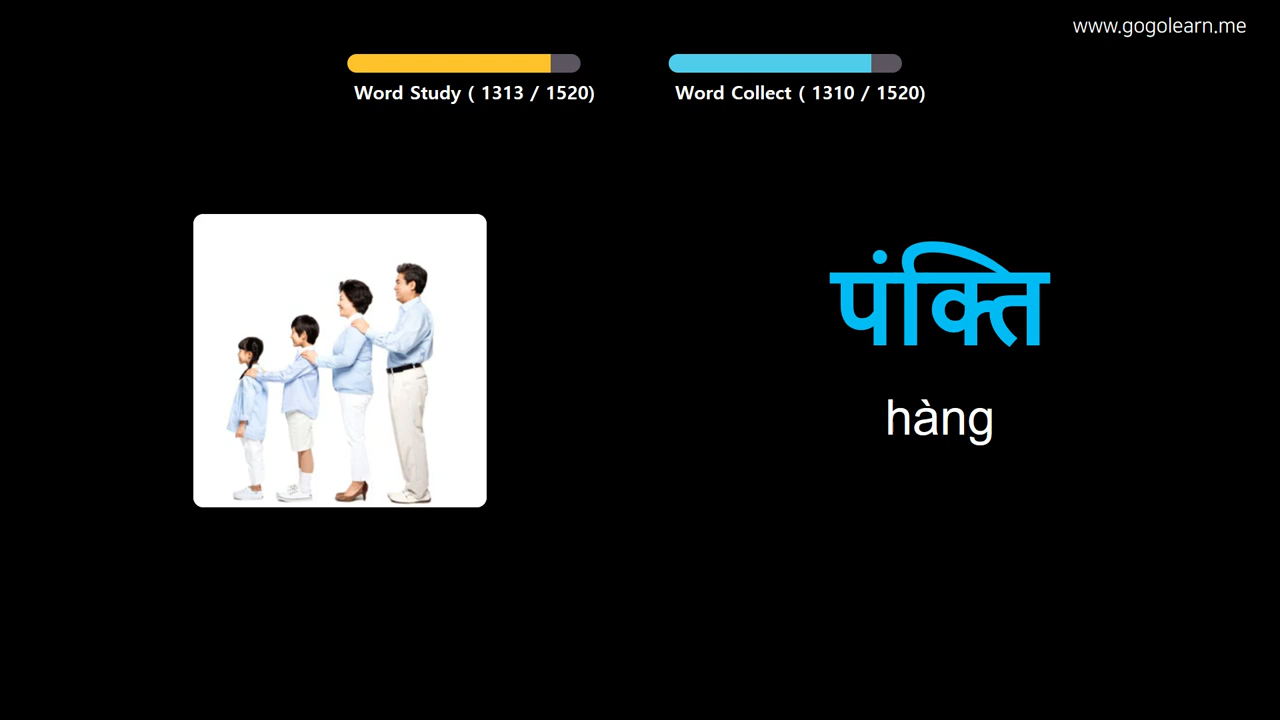 www.gogolearn.me
Word Study ( 1313 / 1520)
Word Collect ( 1310 / 1520)
पंक्ति
hàng